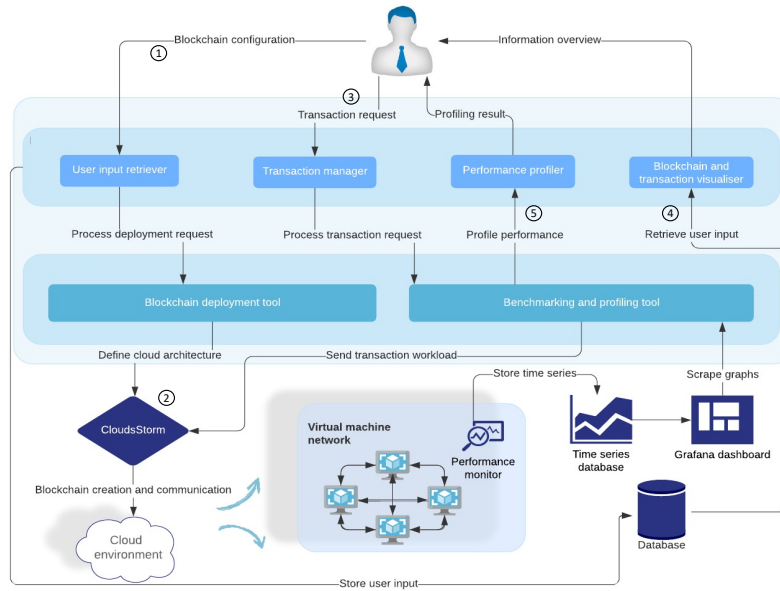 Blockchain configuration
Information overview
1
3
Transaction request
Profiling result
User input retriever
Transaction manager
Performance profiler
Blockchain and
transaction visualiser
5
4
Process deployment request
Process transaction request
Profile performance
Retrieve user input
Blockchain deployment tool
Benchmarking and profiling tool
Define cloud architecture
Send transaction workload
Store time series
Scrape graphs
2
CloudsStorm
Virtual machine
network
Performance
monitor
Time series
database
Grafana dashboard
Blockchain creation and communication
Cloud
environment
Database
Store user input